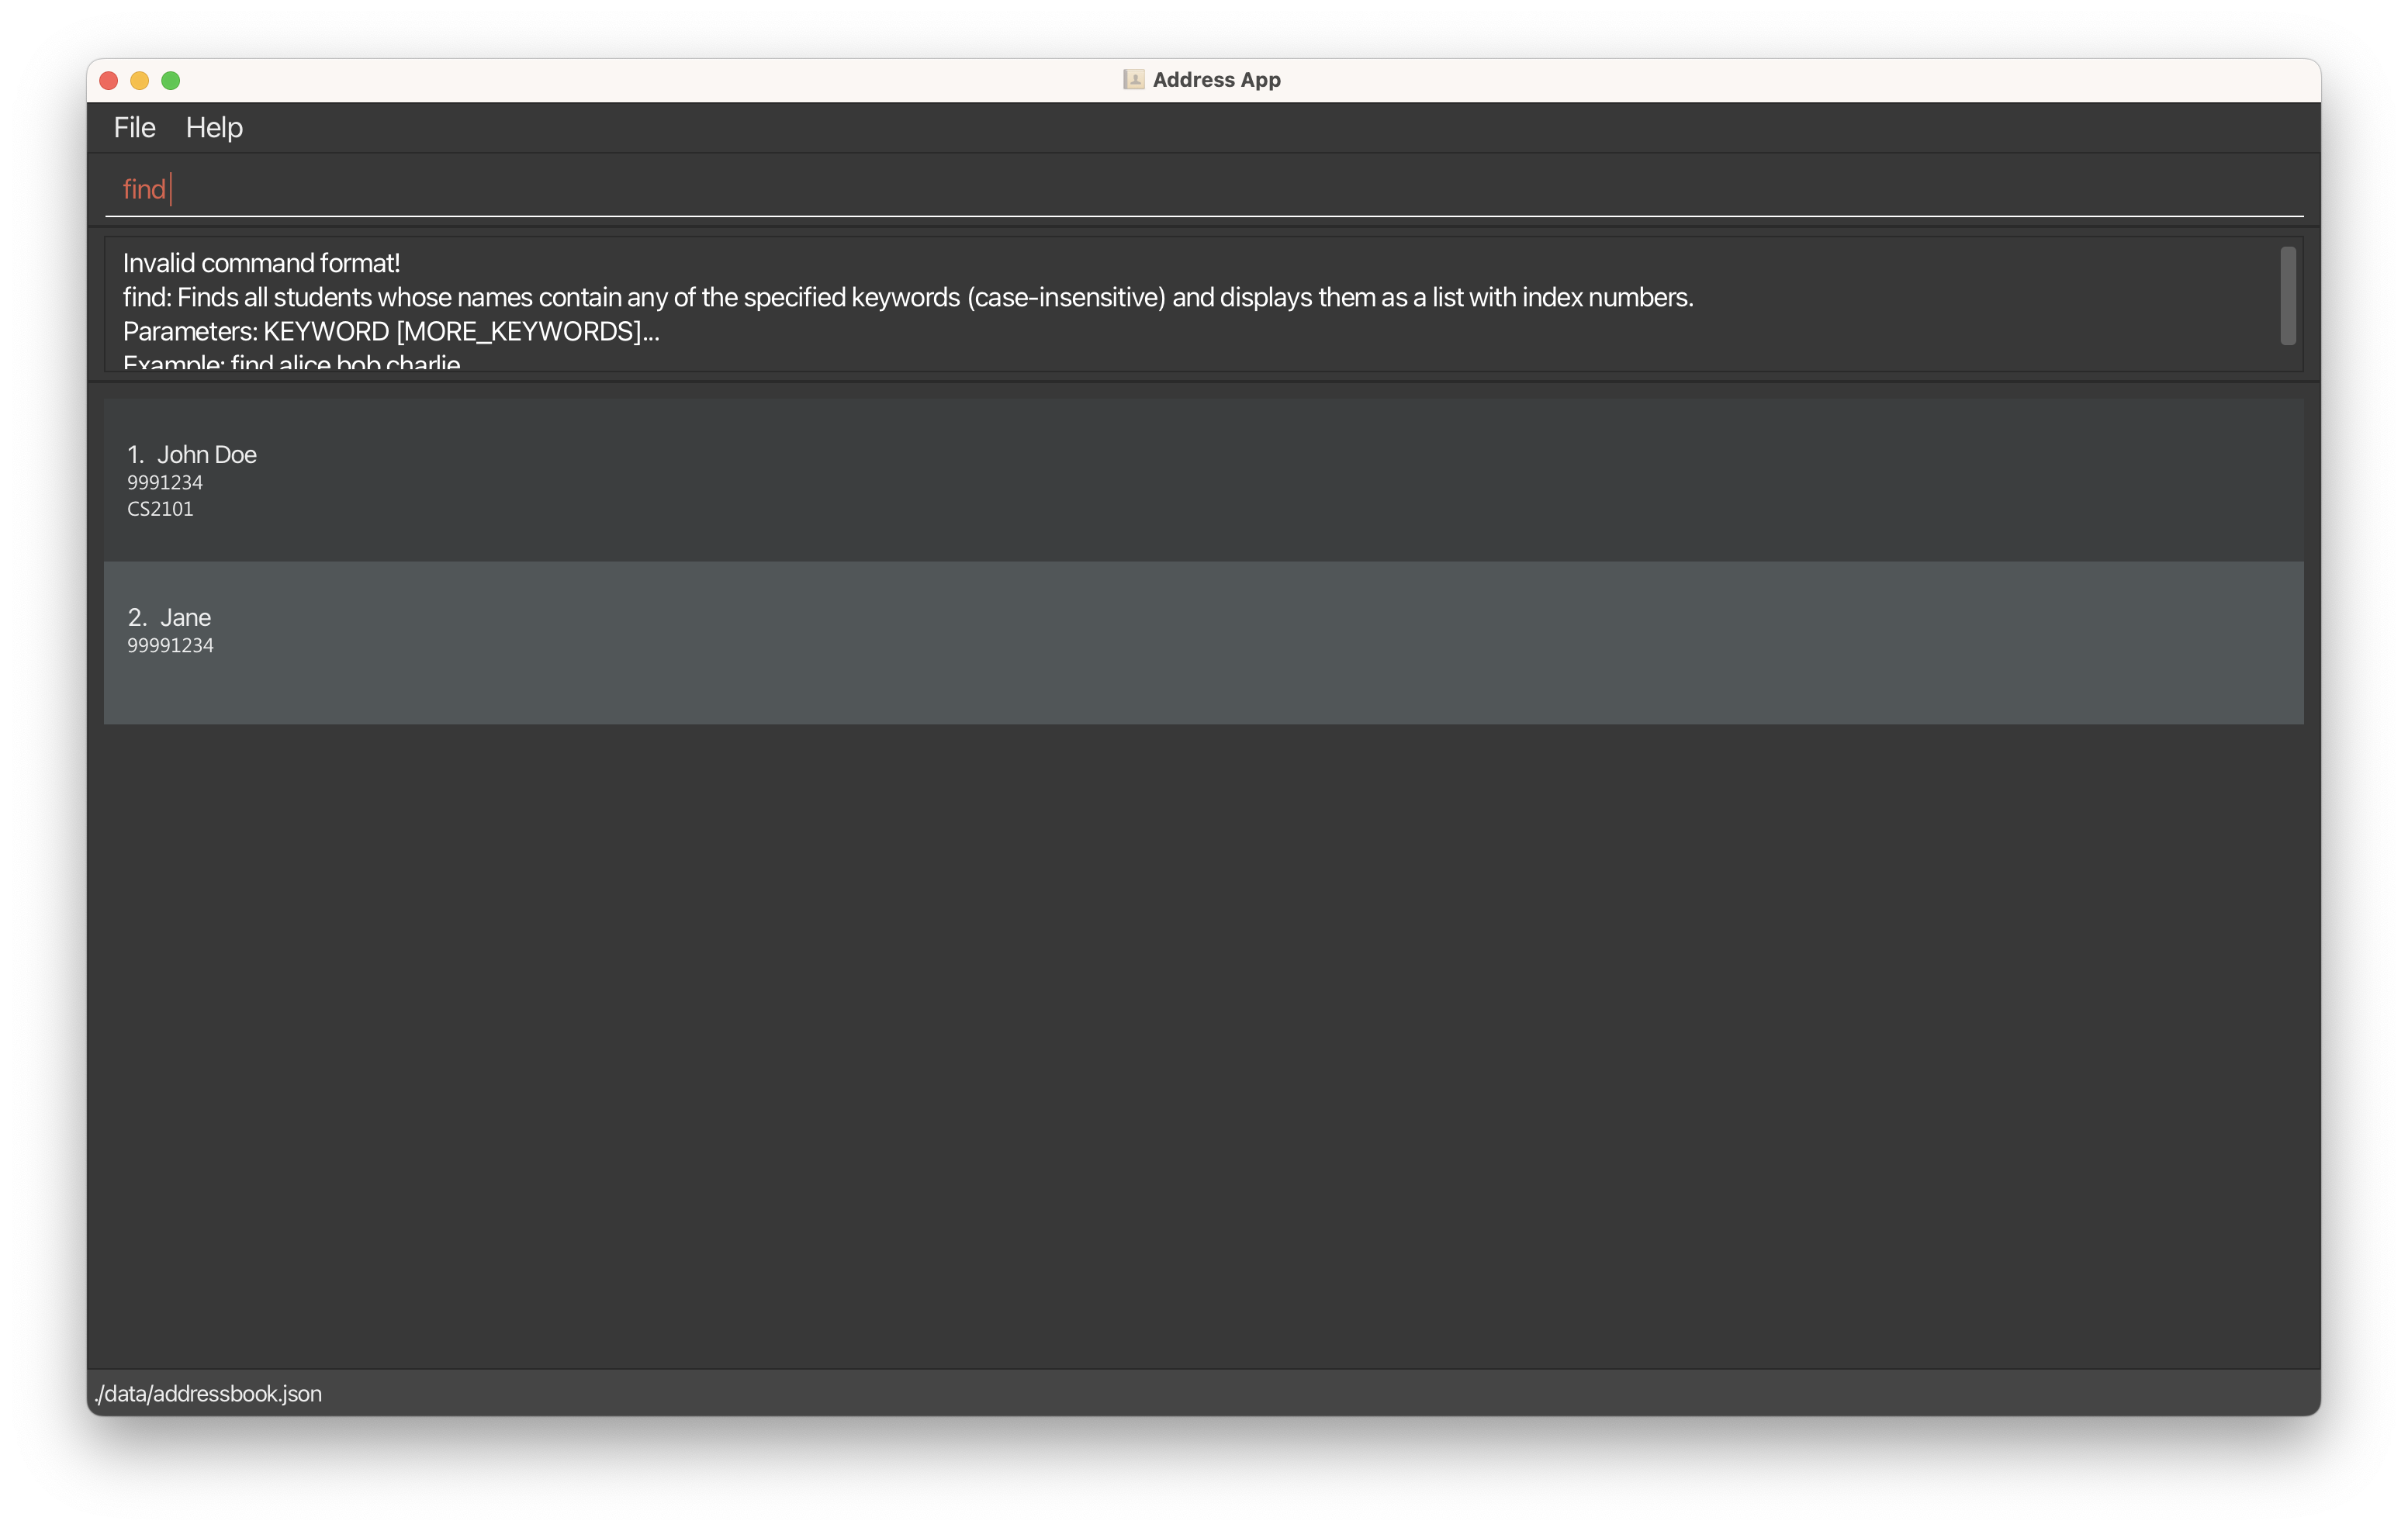 Address App
File Help
find
Invalid command format!
find: Finds all students whose names contain any of the specified keywords (case-insensitive) and displays them as a list with index numbers.
Parameters: KEYWORD [MORE_KEYWORDS]...
Example: find alice bob charlie
1. John Doe
9991234
CS2101
2. Jane
99991234
./data/addressbook.json